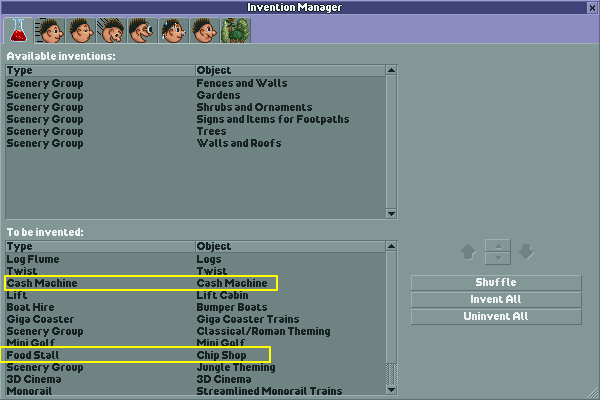 Invention Manager
Available inventions:
Type Object
Scenery Group Fences and Walls
Scenery Group Gardens
Scenery Group Shrubs and Ornaments
Scenery Group Signs and Items for Footpaths
Scenery Group Trees
Scenery Group Walls and Roofs
To be invented:
Type Object
Log Flume Logs
Twist Twist
Cash Machine Cash Machine
Lift Lift Cabin
Boat Hire Bumper Boats
Giga Coaster Giga Coaster Trains
Scenery Group Classical/Roman Theming
Mini Golf Mini Golf
Food Stall Chip Shop
Scenery Group Jungle Theming
3D Cinema 3D Cinema
Monorail Streamlined Monorail Trains
Shuffle
Invent All
Uninvent All